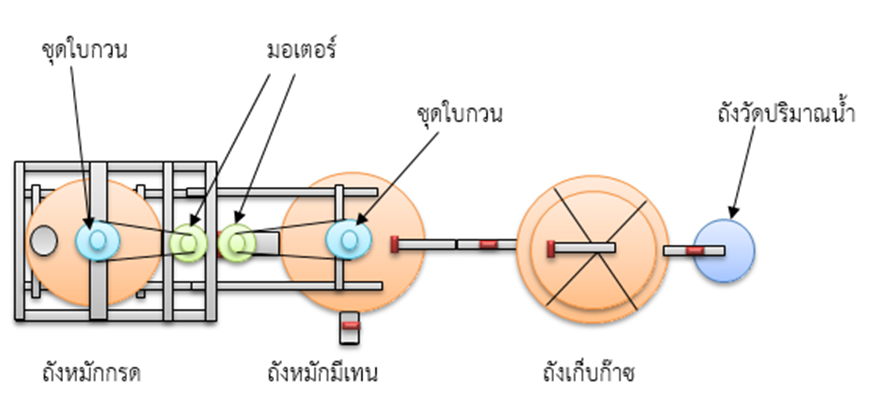 ชุดใบกวน
มอเตอร์
ชุดใบกวน
ถังวัดปริมาณน้ำ
ถังหมักกรด
ถังหมักมีเทน
ถังเก็บก๊าซ